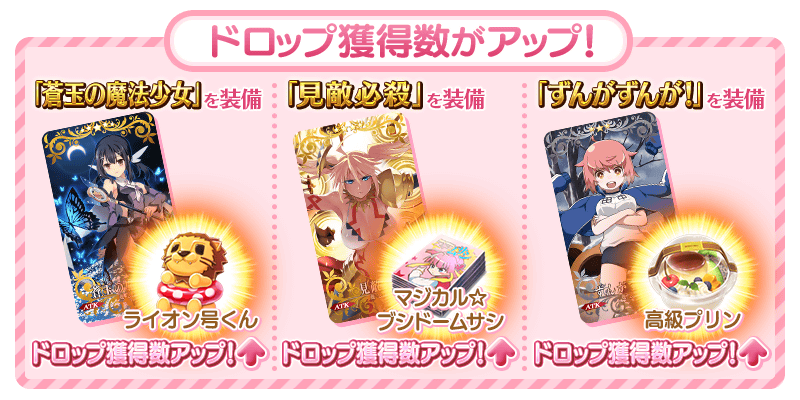 ドロップ獲得数がアップ!
「蒼玉の魔法少女」を装備
ATK
ライオン号くん
ドロップ獲得数アップ!
「見敵必殺」を装備
ATK
マジカル☆
ブシドームサシ
ドロップ獲得数アップ!
「ずんがずんが!」を装備
ATK
高級プリン
ドロップ獲得数アップ!